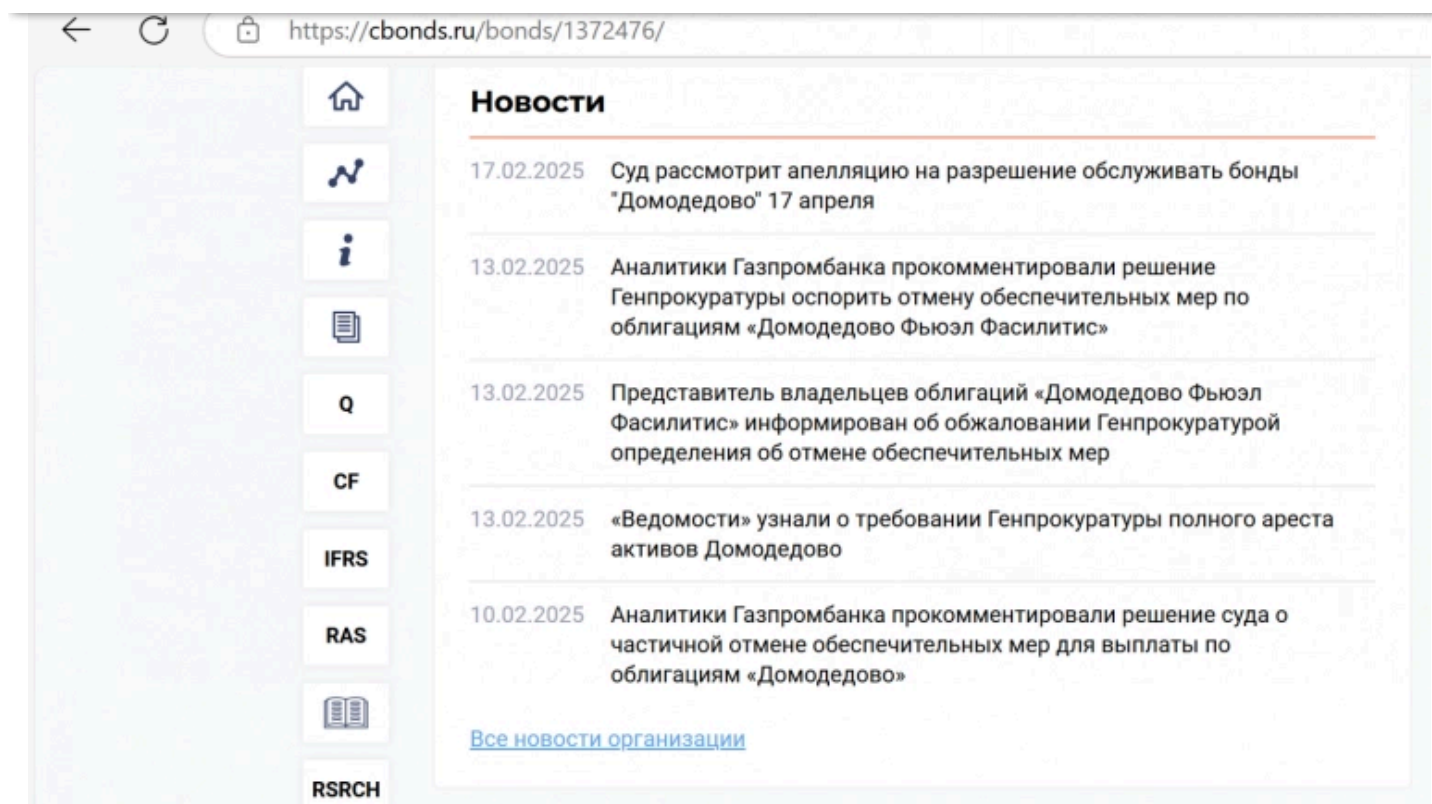 https://cbonds.ru/bonds/1372476/
Новости
17.02.2025 Суд рассмотрит апелляцию на разрешение обслуживать бонды
"Домодедово" 17 апреля
13.02.2025 Аналитики Газпромбанка прокомментировали решение
Генпрокуратуры оспорить отмену обеспечительных мер по
облигациям «Домодедово Фьюэл Фасилитис»
13.02.2025 Представитель владельцев облигаций «Домодедово Фьюэл
Фасилитис» информирован об обжаловании Генпрокуратурой
определения об отмене обеспечительных мер
13.02.2025 «Ведомости» узнали о требовании Генпрокуратуры полного ареста
активов Домодедово
10.02.2025 Аналитики Газпромбанка прокомментировали решение суда о
частичной отмене обеспечительных мер для выплаты по
облигациям «Домодедово»
Все новости организации
Q
CF
IFRS
RAS
RSRCH